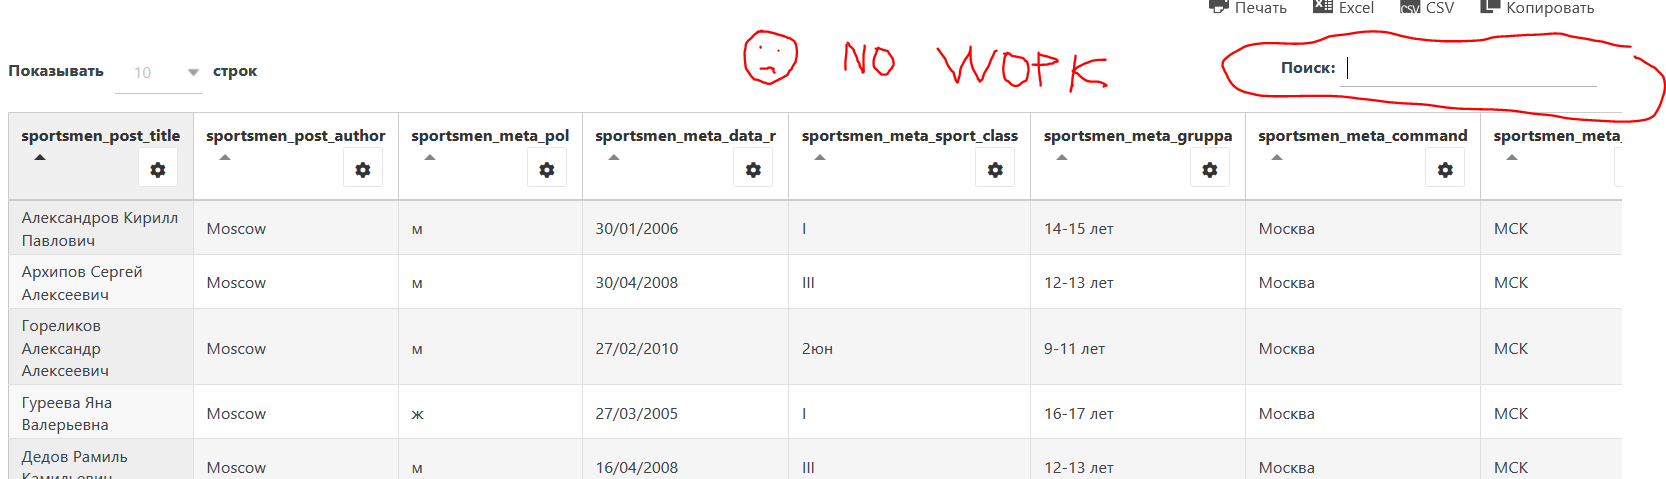 Печать Excel CSV Копировать
NO WOPK
Показывать 10 строк Поиск:
sportsmen_post_title sportsmen_post_author sportsmen_meta_pol sportsmen_meta_data_r sportsmen_meta_sport_class sportsmen_meta_gruppa sportsmen_meta_command sportsmen_meta_
Александров Кирилл
Павлович Moscow м 30/01/2006 I 14-15 лет Москва МСК
Архипов Сергей
Алексеевич Moscow м 30/04/2008 III 12-13 лет Москва МСК
Гореликов
Александр
Алексеевич Moscow м 27/02/2010 2юн 9-11 лет Москва МСК
Гуреева Яна
Валерьевна Moscow ж 27/03/2005 I 16-17 лет Москва МСК
Дедов Рамиль
Камильевич Moscow м 16/04/2008 III 12-13 лет Москва МСК